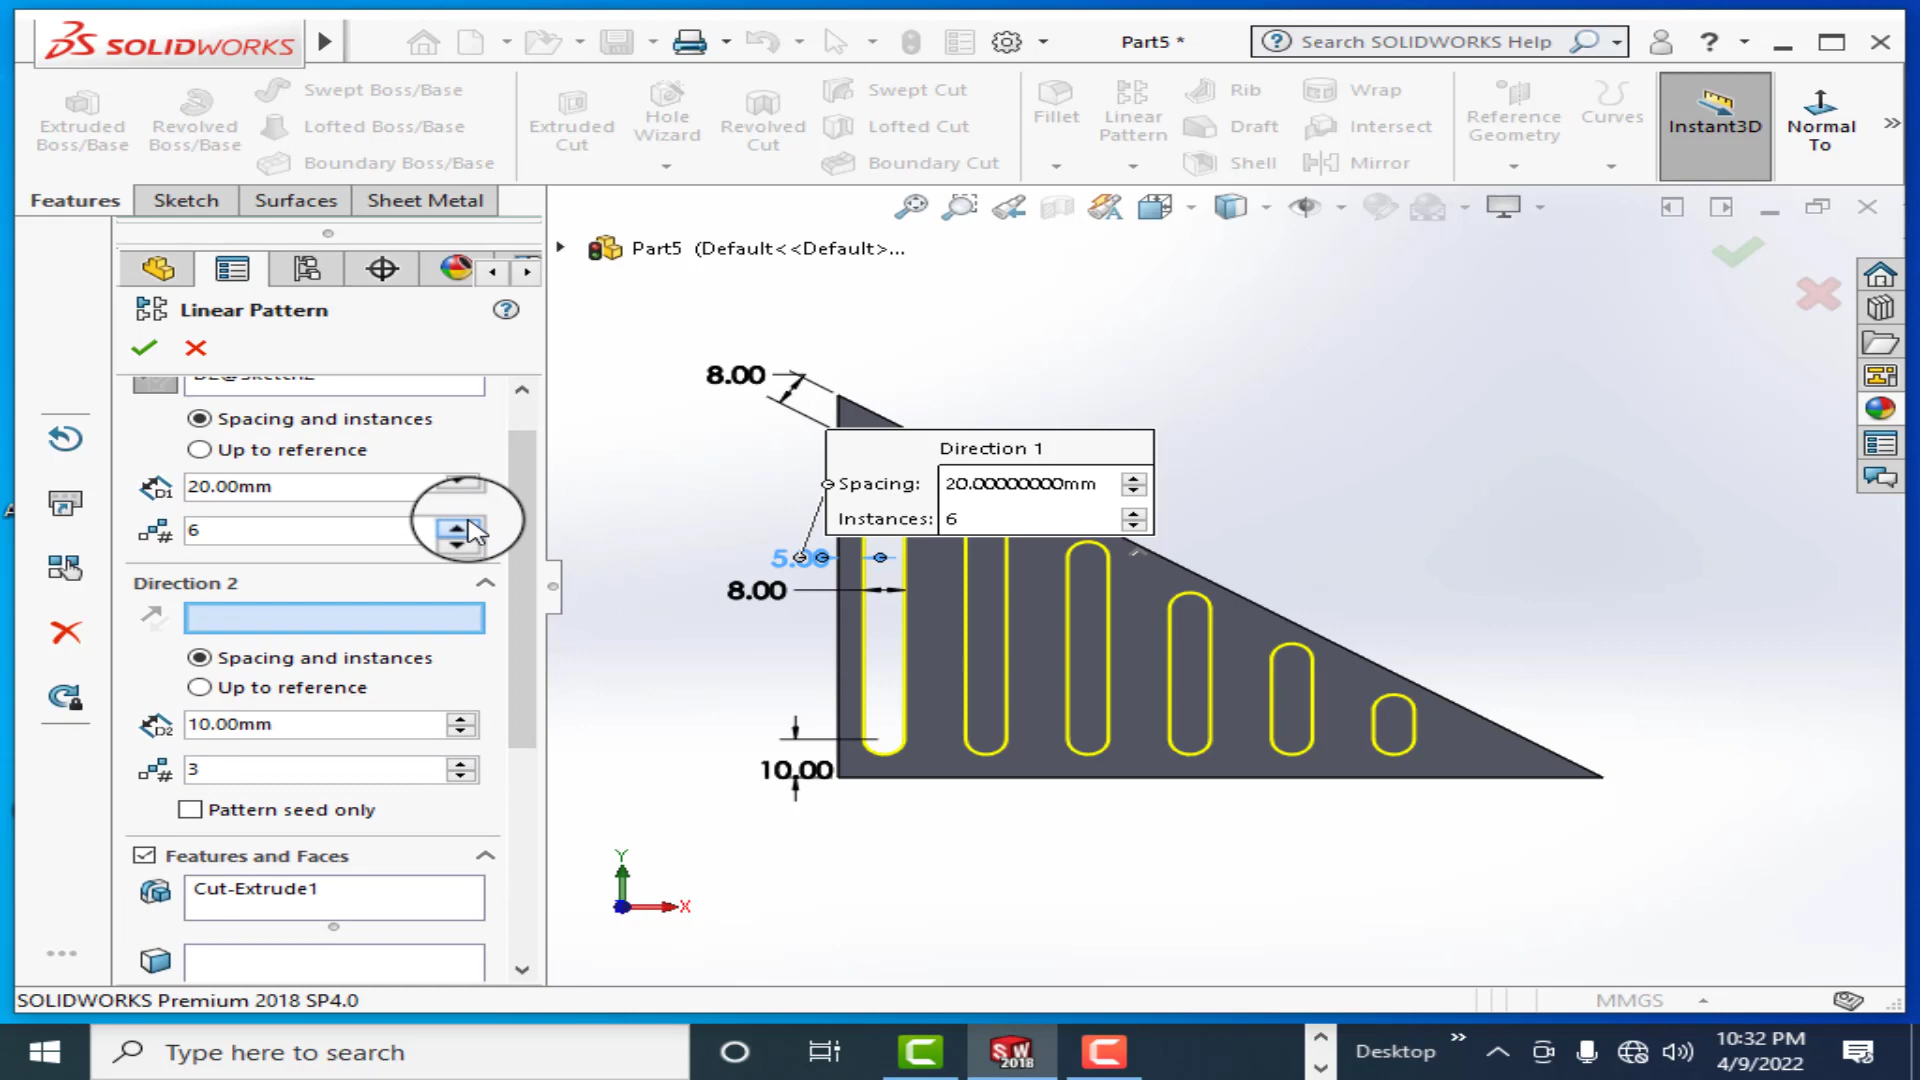 SOLIDWORKS
Part5 *
Search SOLIDWORKS Help
Extruded Boss/Base
Revolved Boss/Base
Swept Boss/Base
Lofted Boss/Base
Boundary Boss/Base
Extruded Cut
Hole Wizard
Revolved Cut
Swept Cut
Lofted Cut
Boundary Cut
Fillet
Linear Pattern
Rib
Draft
Shell
Wrap
Intersect
Mirror
Reference Geometry
Curves
Instant3D
Normal To
Features
Sketch
Surfaces
Sheet Metal
Part5 (Default<<Default>...
Linear Pattern
Spacing and instances
Up to reference
D1
20.00mm
6
Direction 2
Spacing and instances
Up to reference
D2
10.00mm
3
Pattern seed only
Features and Faces
Cut-Extrude1
8.00
Direction 1
Spacing: 20.00000000mm
Instances: 6
5.00
8.00
10.00
Y
X
SOLIDWORKS Premium 2018 SP4.0
MMGS
Type here to search
SW 2018
Desktop
10:32 PM
4/9/2022